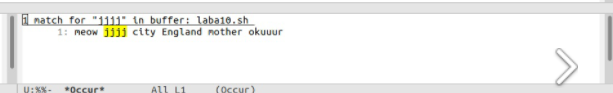 1 match for "jjjj" in buffer: laba10.sh
1: meow jjjj city England mother okuuur
U:%%- *Occur* All L1 (Occur)